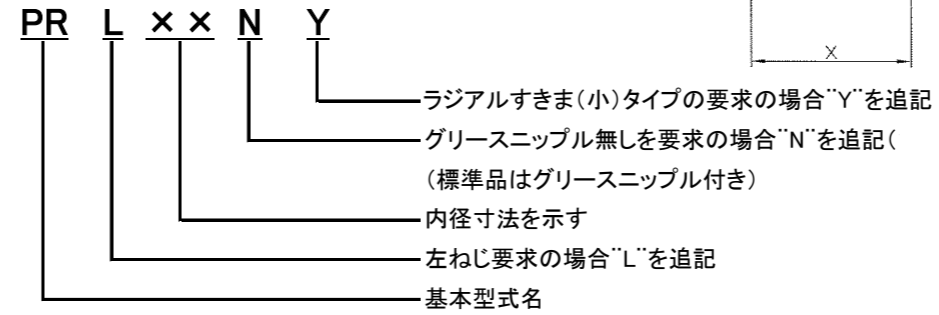 PR L ×× N Y
X
ラジアルすきま(小)タイプの要求の場合¨Y¨を追記
グリースニップル無しを要求の場合¨N¨を追記(
(標準品はグリースニップル付き)
内径寸法を示す
左ねじ要求の場合¨L¨を追記
基本型式名